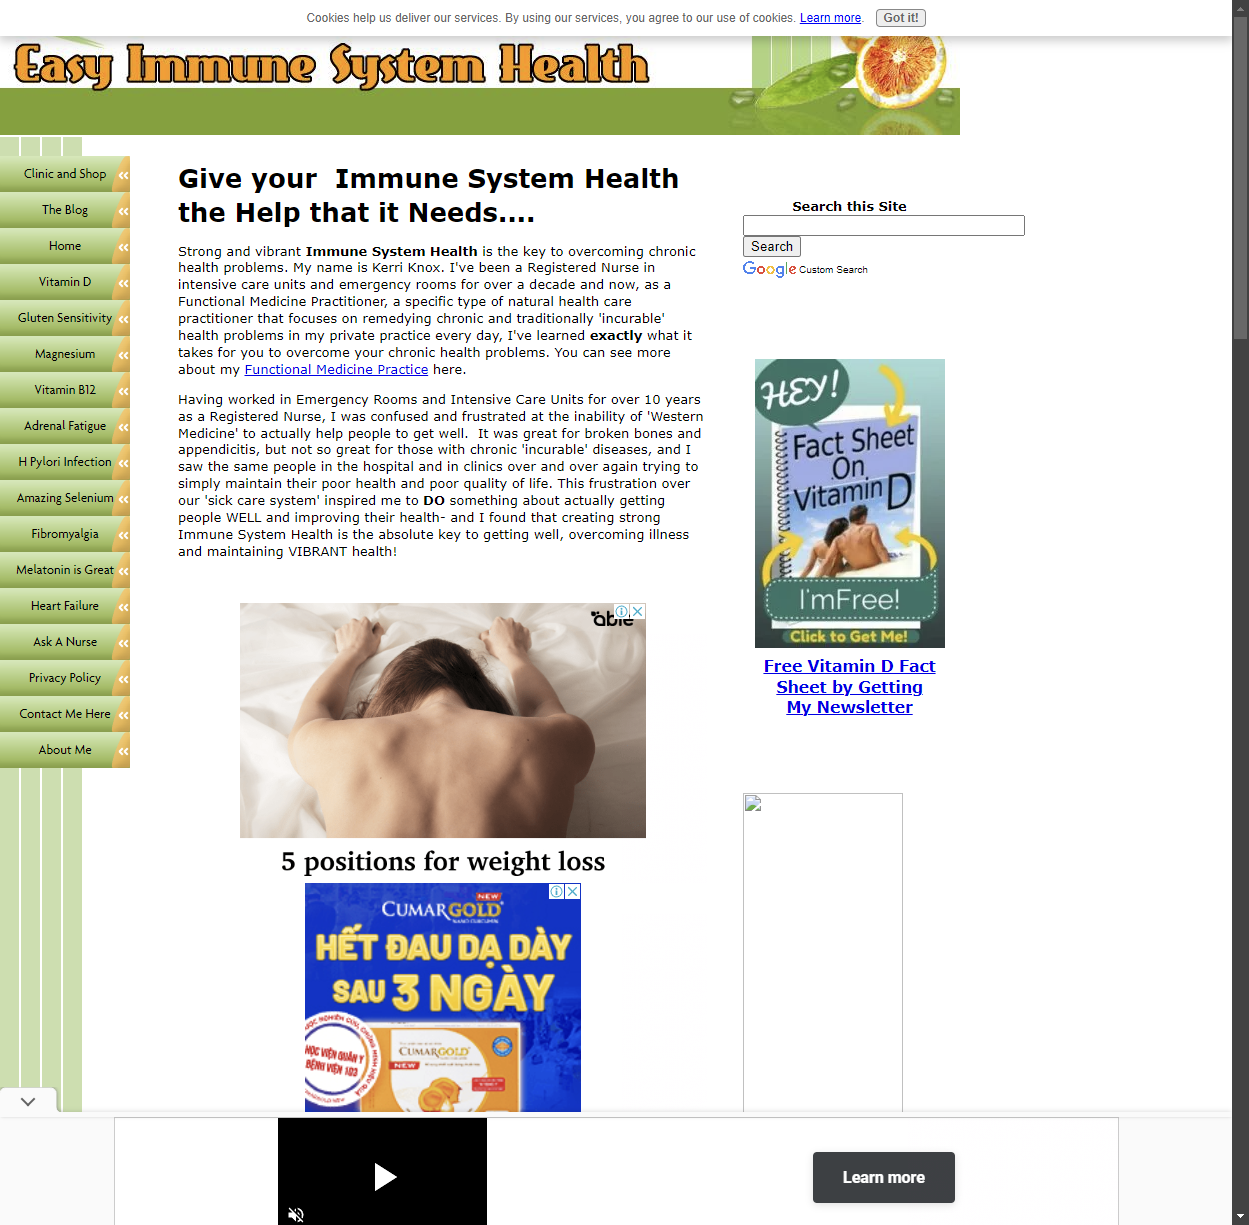 Cookies help us deliver our services. By using our services, you agree to our use of cookies. Learn more. Got it!
Easy Immune System Health
Clinic and Shop
The Blog
Home
Vitamin D
Gluten Sensitivity
Magnesium
Vitamin B12
Adrenal Fatigue
H Pylori Infection
Amazing Selenium
Fibromyalgia
Melatonin is Great
Heart Failure
Ask A Nurse
Privacy Policy
Contact Me Here
About Me
Give your Immune System Health
the Help that it Needs....
Strong and vibrant Immune System Health is the key to overcoming chronic
health problems. My name is Kerri Knox. I've been a Registered Nurse in
intensive care units and emergency rooms for over a decade and now, as a
Functional Medicine Practitioner, a specific type of natural health care
practitioner that focuses on remedying chronic and traditionally 'incurable'
health problems in my private practice every day, I've learned exactly what it
takes for you to overcome your chronic health problems. You can see more
about my Functional Medicine Practice here.
Having worked in Emergency Rooms and Intensive Care Units for over 10 years
as a Registered Nurse, I was confused and frustrated at the inability of 'Western
Medicine' to actually help people to get well. It was great for broken bones and
appendicitis, but not so great for those with chronic 'incurable' diseases, and I
saw the same people in the hospital and in clinics over and over again trying to
simply maintain their poor health and poor quality of life. This frustration over
our 'sick care system' inspired me to DO something about actually getting
people WELL and improving their health- and I found that creating strong
Immune System Health is the absolute key to getting well, overcoming illness
and maintaining VIBRANT health!
able
5 positions for weight loss
NEW
CUMARGOLD
NANO CURCUMIN
HẾT ĐAU DẠ DÀY
SAU 3 NGÀY
HỌC VIỆN QUÂN Y
BỆNH VIỆN 103
CUMARGOLD
NEW
Search this Site
Search
Google Custom Search
HEY!
Fact Sheet
On
Vitamin D
I'm Free!
Click to Get Me!
Free Vitamin D Fact
Sheet by Getting
My Newsletter
Learn more